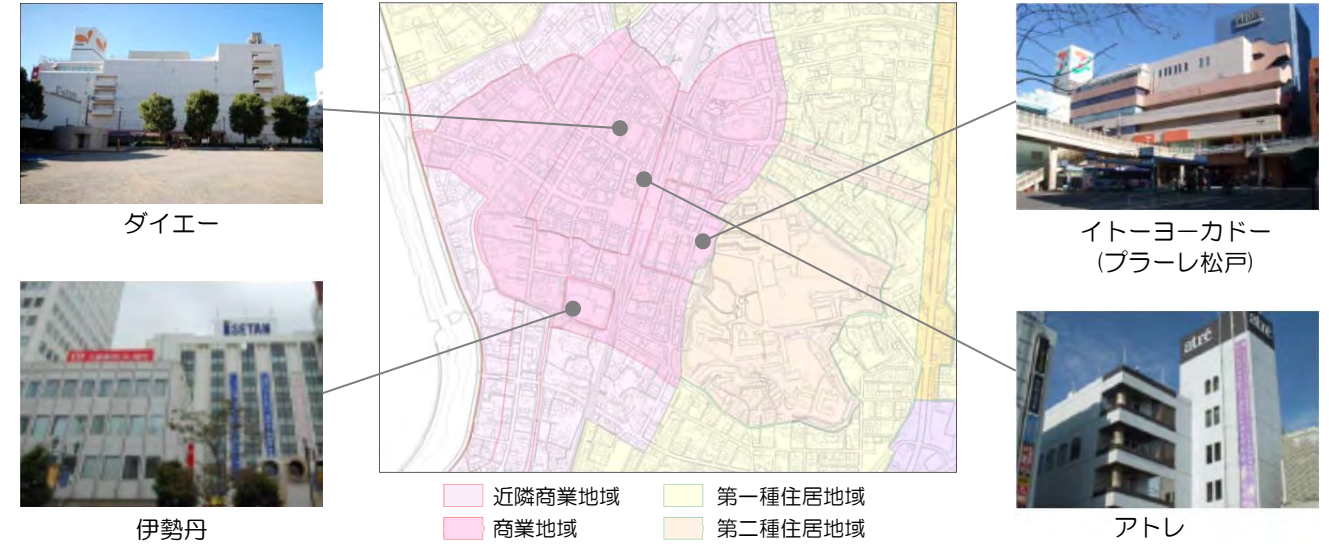 ダイエー
ISETAN
伊勢丹
近隣商業地域
第一種住居地域
商業地域
第二種住居地域
イトーヨーカドー
(プラーレ松戸)
atré
atré
アトレ